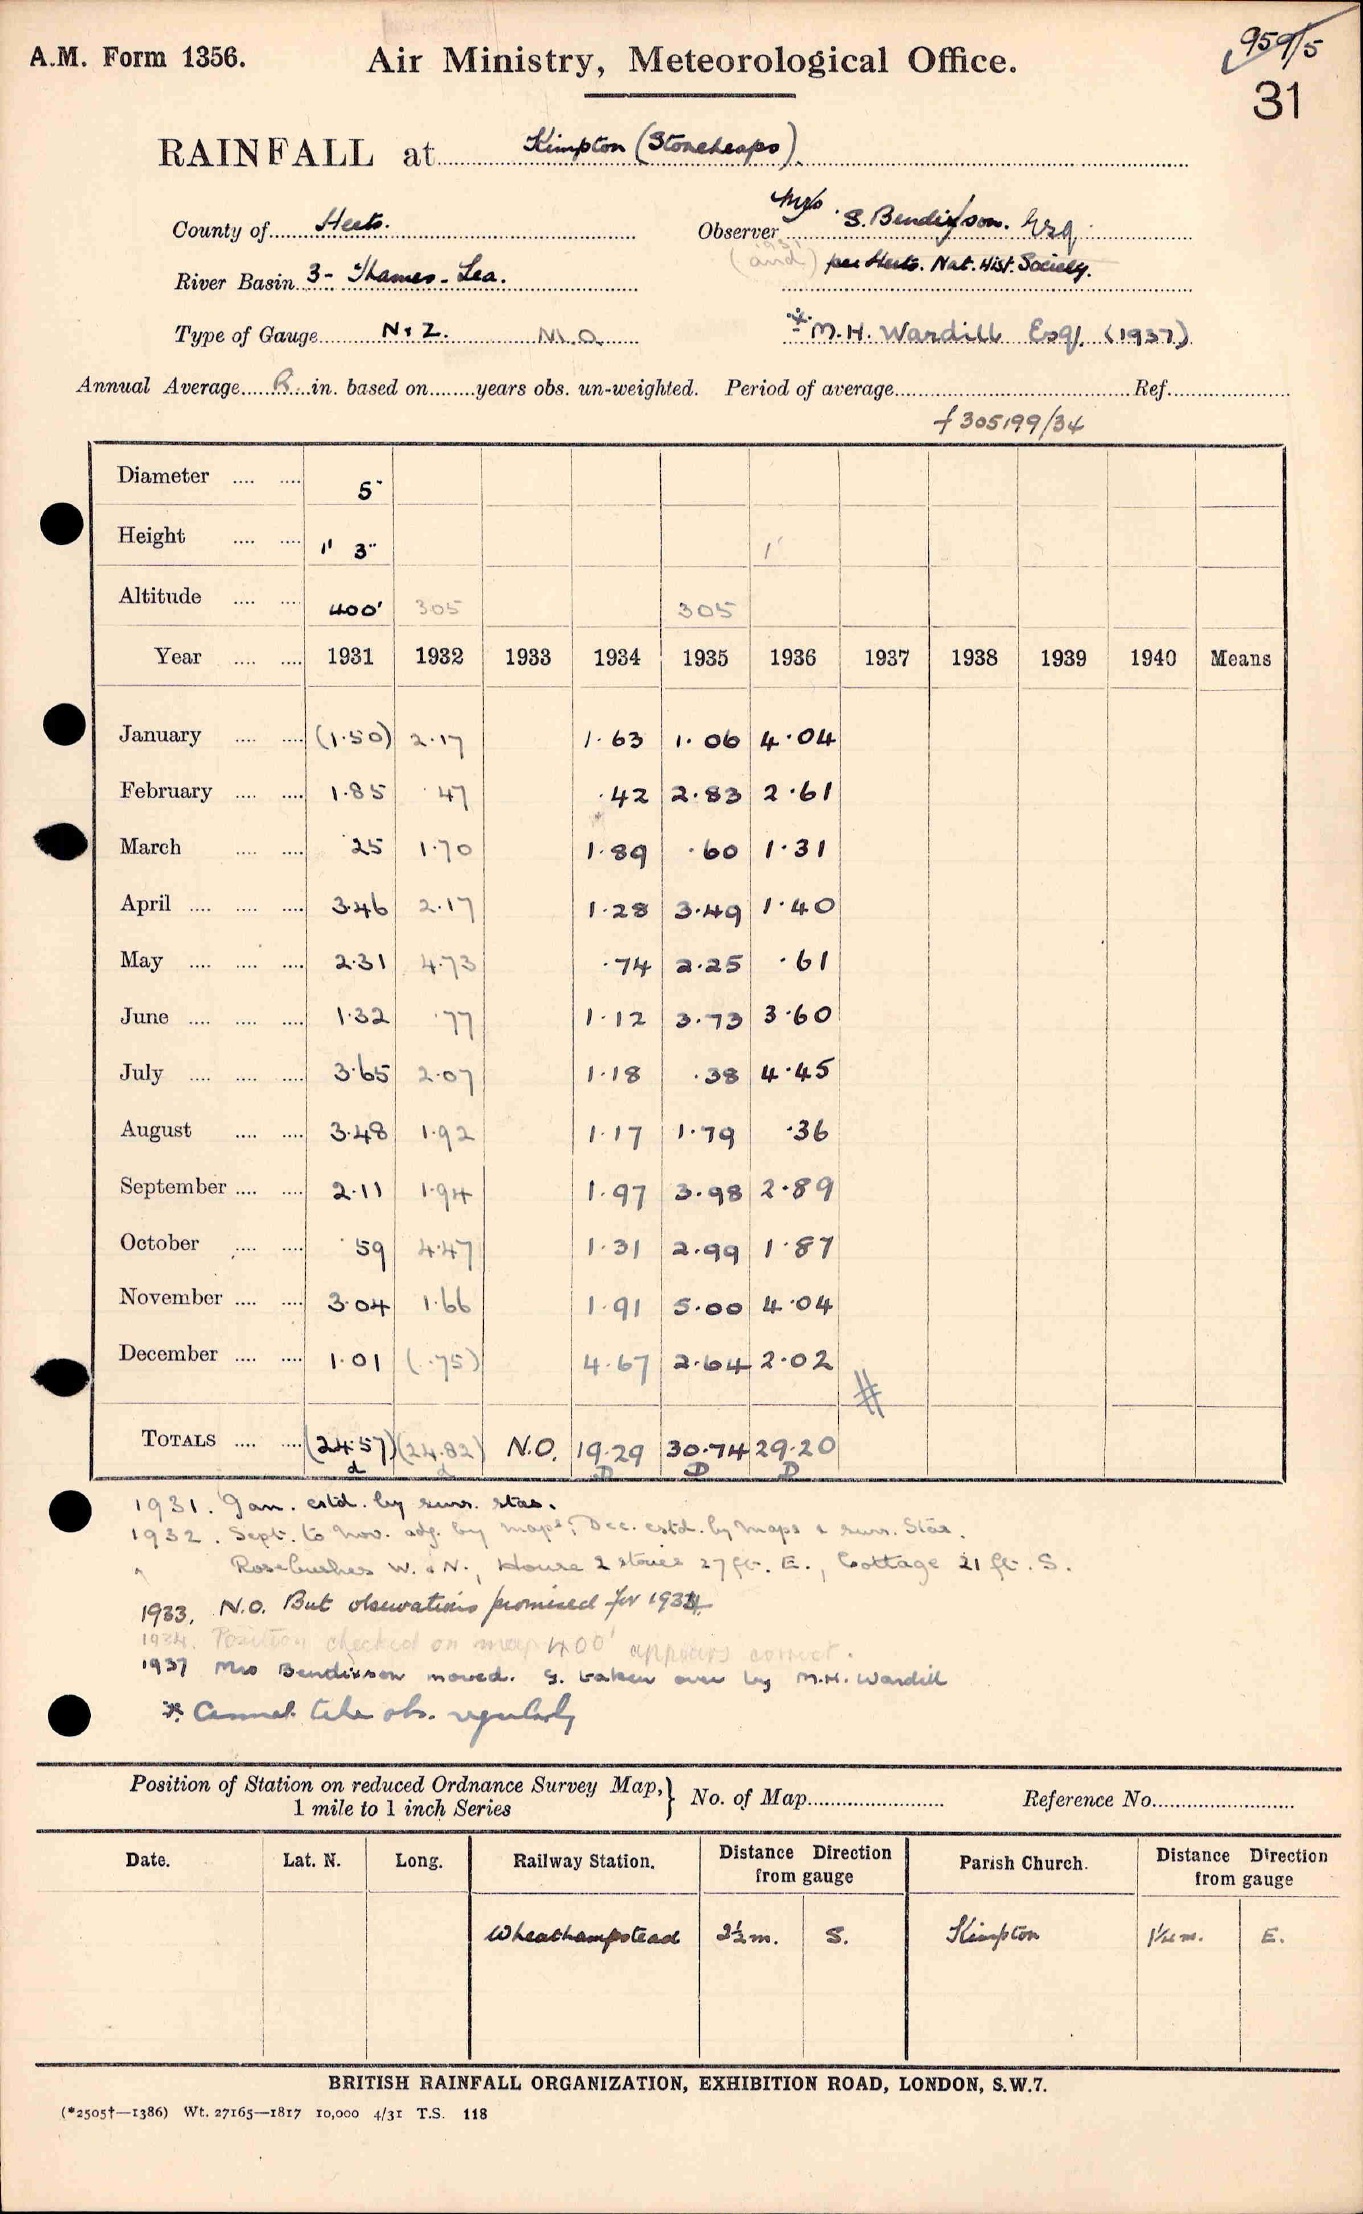 959/5
A.M. Form 1356. Air Ministry, Meteorological Office.
31
RAINFALL at Kimpton (Stoneheaps).
County of Herts. Observer Mrs S. Bendixson. Esq
(and 1931) per Herts. Nat. Hist. Society.
River Basin 3- Thames - Lea.
Type of Gauge N & Z. M.O. * M.H. Wardill Esq. (1937)
Annual Average R in. based on years obs. un-weighted. Period of average Ref.
f 305199/34
Diameter 5"
Height 1' 3" 1'
Altitude 400' 305 305
Year 1931 1932 1933 1934 1935 1936 1937 1938 1939 1940 Means
January (1.50) 2.17 1.63 1.06 4.04
February 1.85 .47 .42 2.83 2.61
March .25 1.70 1.89 .60 1.31
April 3.46 2.17 1.28 3.49 1.40
May 2.31 4.73 .74 2.25 .61
June 1.32 .77 1.12 3.73 3.60
July 3.65 2.07 1.18 .38 4.45
August 3.48 1.92 1.17 1.79 .36
September 2.11 1.94 1.97 3.98 2.89
October .59 4.47 1.31 2.99 1.87
November 3.04 1.66 1.91 5.00 4.04
December 1.01 (.75) 4.67 2.64 2.02
#
TOTALS (24.57) (24.82) N.O. 19.29 30.74 29.20
d d D D D
1931. Jan. estd. by surr. stas.
1932. Sept. to Nov. adj. by maps; Dec. estd. by maps & surr. Stas.
" Rosebushes W. & N., House 2 stories 27 ft. E., Cottage 21 ft. S.
1933. N.O. But observations promised for 1934
1934. Position checked on map 400' appears correct.
1937 Mrs Bendixson moved. G. taken over by M.H. Wardill
* Cannot take obs. regularly
Position of Station on reduced Ordnance Survey Map, 1 mile to 1 inch Series } No. of Map Reference No.
Date. Lat. N. Long. Railway Station. Distance Direction from gauge Parish Church. Distance Direction from gauge
Wheathampstead 2½m. S. Kimpton 1¼m. E.
BRITISH RAINFALL ORGANIZATION, EXHIBITION ROAD, LONDON, S.W.7.
(*2505†—1386) Wt. 27165—1817 10,000 4/31 T.S. 118